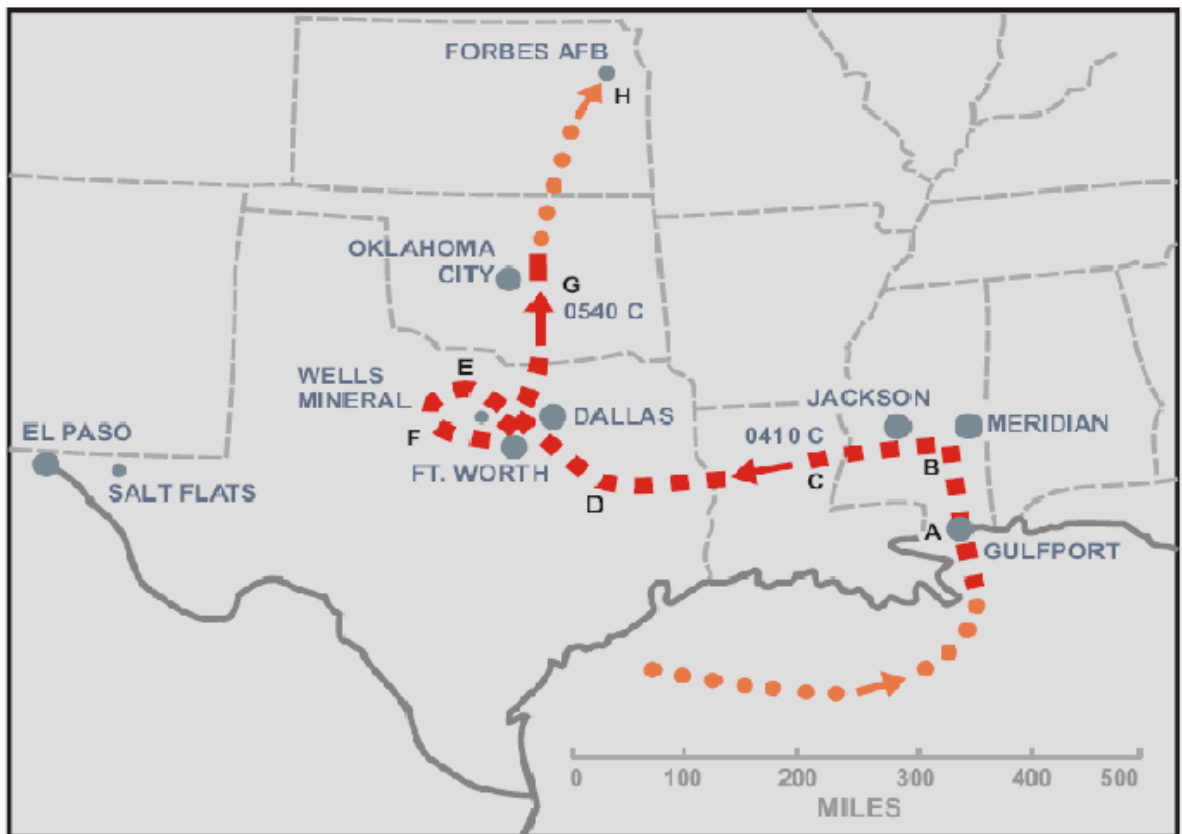 FORBES AFB
H
OKLAHOMA
CITY
G
0540 C
E
WELLS
MINERAL
DALLAS
JACKSON
MERIDIAN
0410 C
EL PASO
F
FT. WORTH
B
C
SALT FLATS
D
A
GULFPORT
0 100 200 300 400 500
MILES